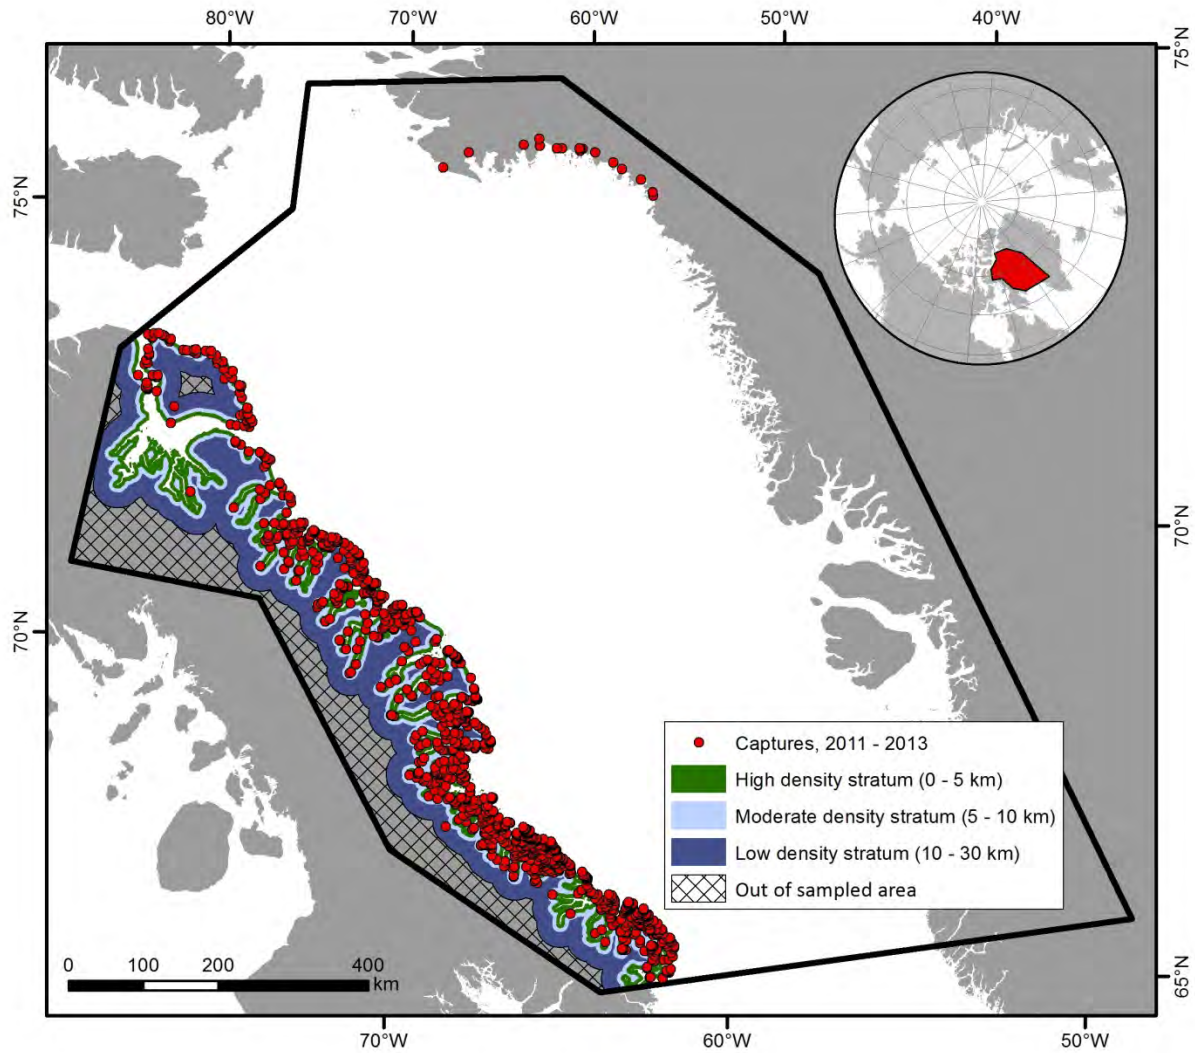 80°W 70°W 60°W 50°W 40°W
75°N
75°N
70°N
70°N
Captures, 2011 - 2013
High density stratum (0 - 5 km)
Moderate density stratum (5 - 10 km)
Low density stratum (10 - 30 km)
Out of sampled area
0 100 200 400
km
65°N
70°W 60°W 50°W